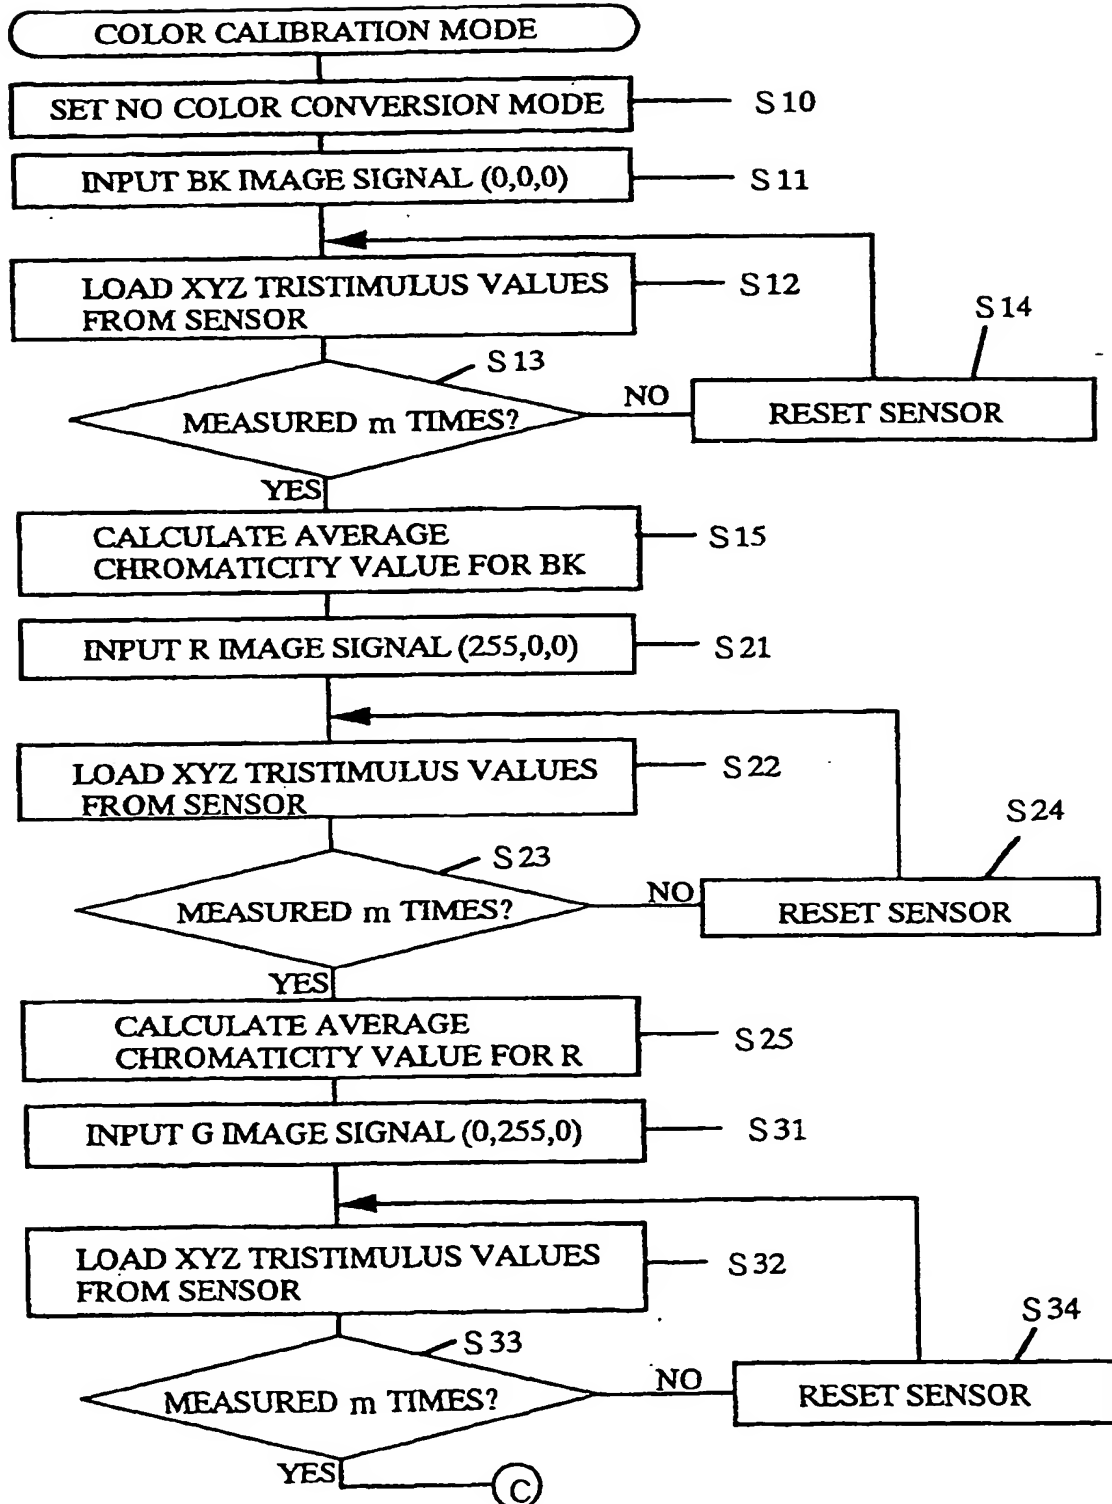 COLOR CALIBRATION MODE
SET NO COLOR CONVERSION MODE
S10
INPUT BK IMAGE SIGNAL (0,0,0)
S11
LOAD XYZ TRISTIMULUS VALUES
FROM SENSOR
S12
S14
S13
MEASURED m TIMES?
NO
RESET SENSOR
YES
CALCULATE AVERAGE
CHROMATICITY VALUE FOR BK
S15
INPUT R IMAGE SIGNAL (255,0,0)
S21
LOAD XYZ TRISTIMULUS VALUES
FROM SENSOR
S22
S24
S23
MEASURED m TIMES?
NO
RESET SENSOR
YES
CALCULATE AVERAGE
CHROMATICITY VALUE FOR R
S25
INPUT G IMAGE SIGNAL (0,255,0)
S31
LOAD XYZ TRISTIMULUS VALUES
FROM SENSOR
S32
S34
S33
MEASURED m TIMES?
NO
RESET SENSOR
YES
C